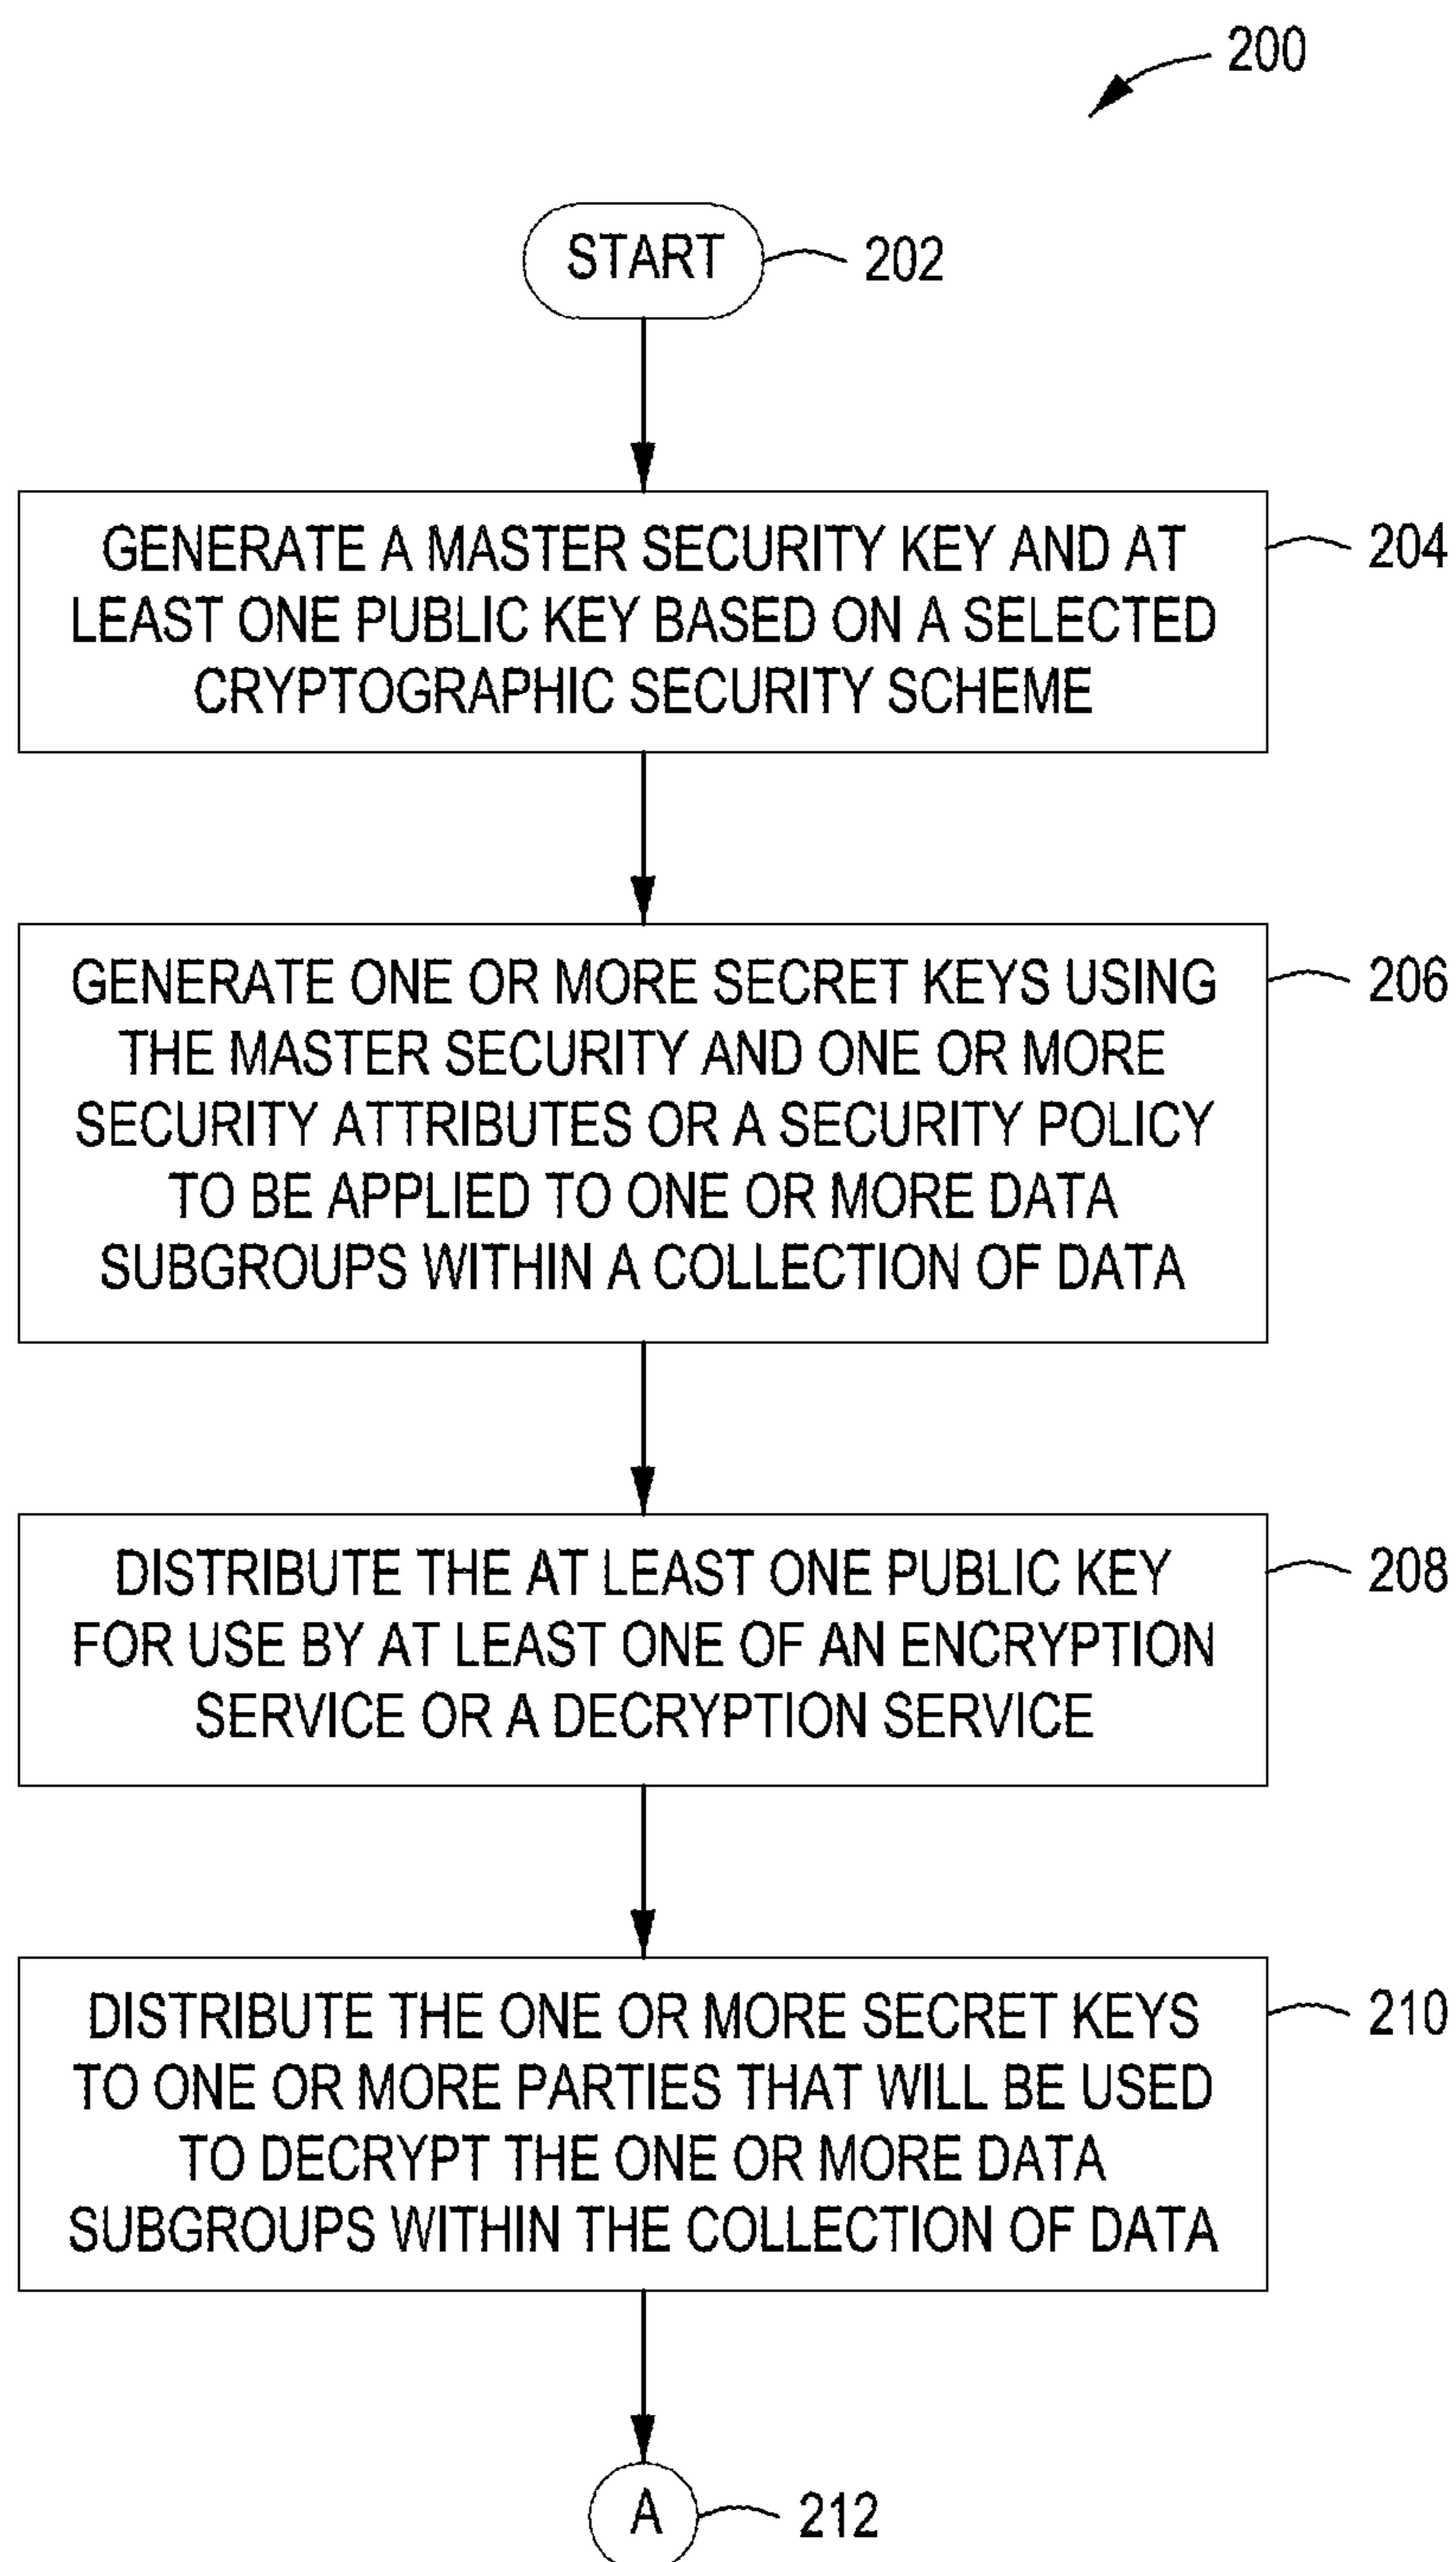 200
START
202
GENERATE A MASTER SECURITY KEY AND AT
LEAST ONE PUBLIC KEY BASED ON A SELECTED
CRYPTOGRAPHIC SECURITY SCHEME
204
GENERATE ONE OR MORE SECRET KEYS USING
THE MASTER SECURITY AND ONE OR MORE
SECURITY ATTRIBUTES OR A SECURITY POLICY
TO BE APPLIED TO ONE OR MORE DATA
SUBGROUPS WITHIN A COLLECTION OF DATA
206
DISTRIBUTE THE AT LEAST ONE PUBLIC KEY
FOR USE BY AT LEAST ONE OF AN ENCRYPTION
SERVICE OR A DECRYPTION SERVICE
208
DISTRIBUTE THE ONE OR MORE SECRET KEYS
TO ONE OR MORE PARTIES THAT WILL BE USED
TO DECRYPT THE ONE OR MORE DATA
SUBGROUPS WITHIN THE COLLECTION OF DATA
210
A
212